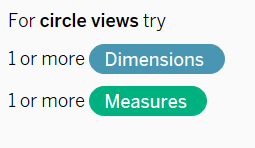 For circle views try
1 or more Dimensions
1 or more Measures